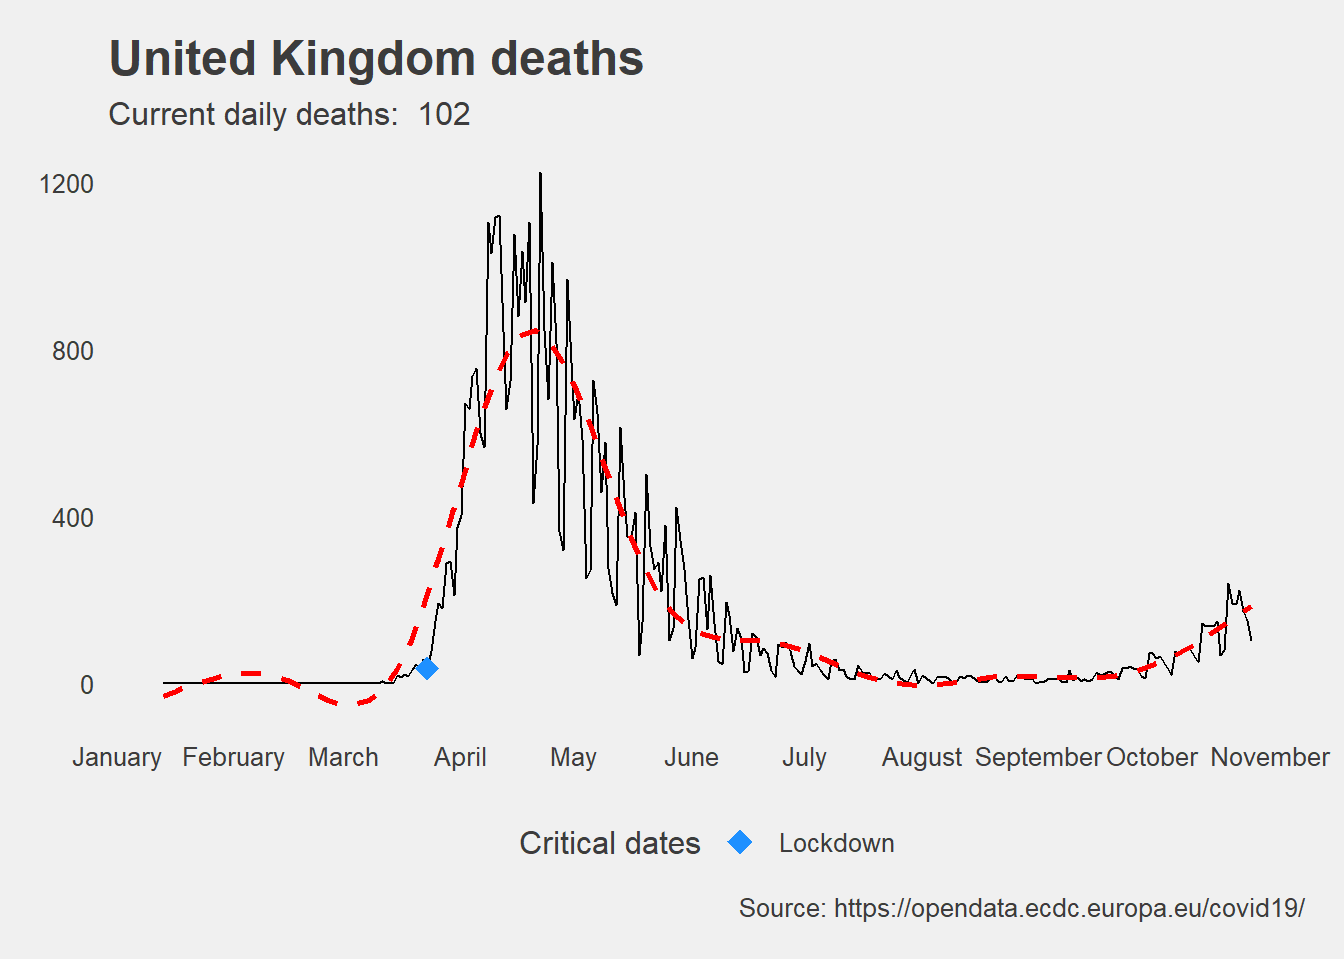 United Kingdom deaths
Current daily deaths:  102
1200
800
400
0
January February March April May June July August September October November
Critical dates Lockdown
Source: https://opendata.ecdc.europa.eu/covid19/